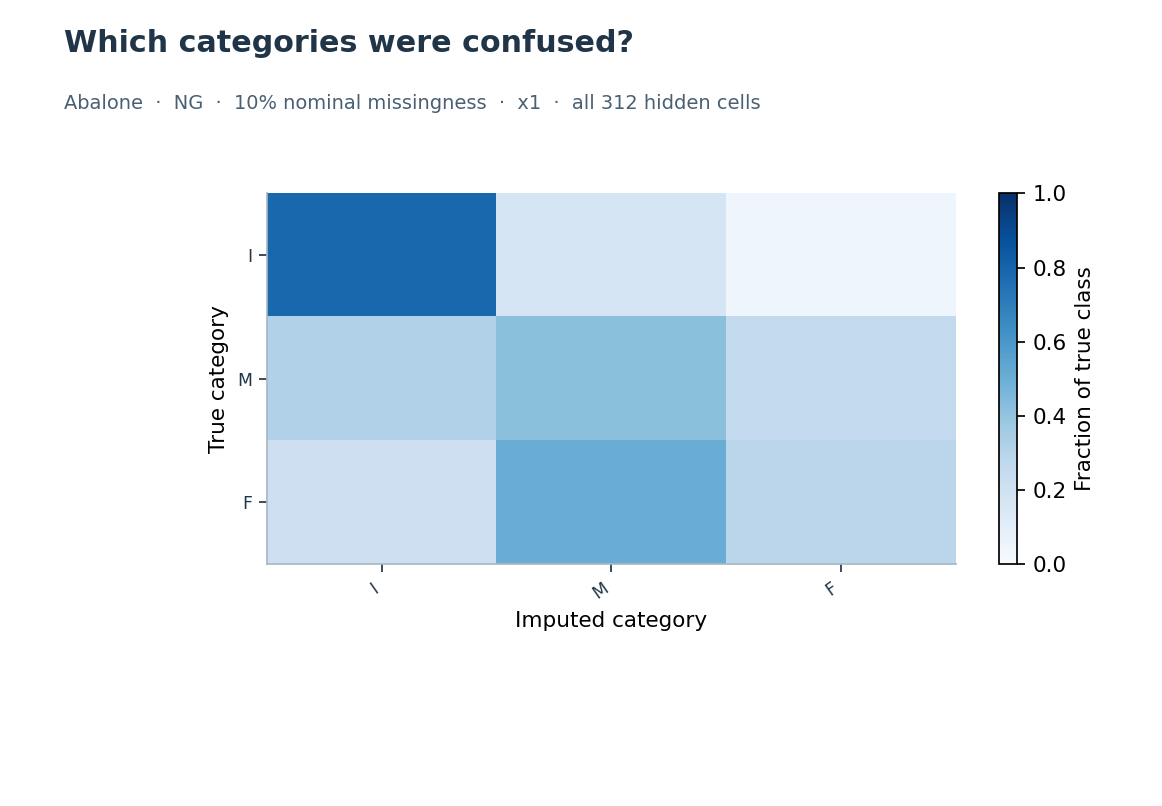 Which categories were confused?
Abalone · NG · 10% nominal missingness · x1 · all 312 hidden cells
True category
I
M
F
I
M
F
Imputed category
1.0
0.8
0.6
0.4
0.2
0.0
Fraction of true class